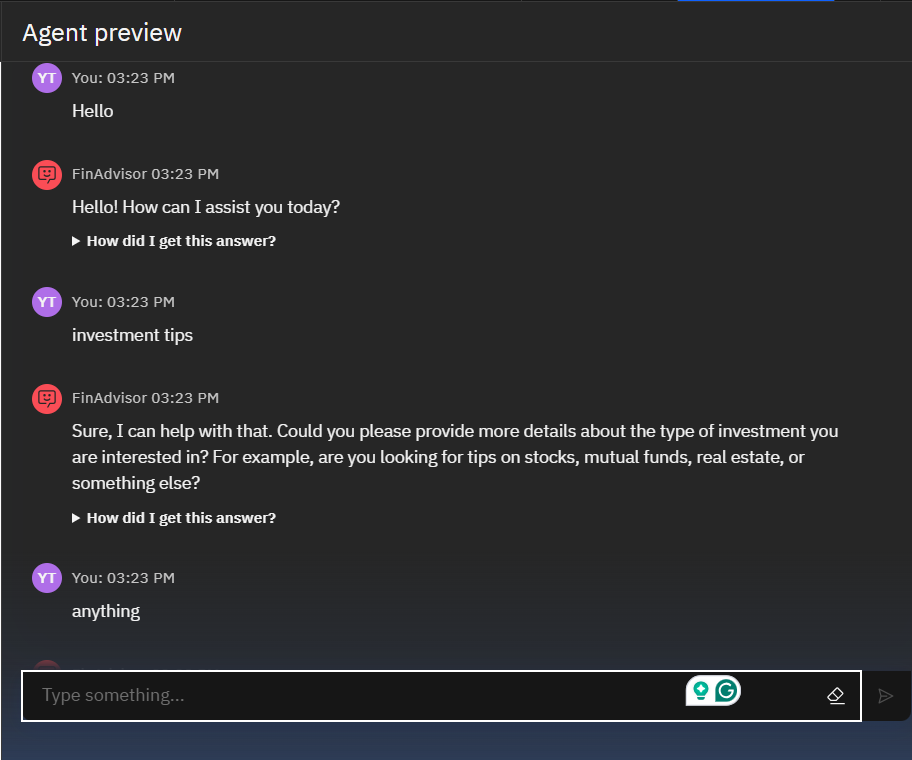 Agent preview
YT You: 03:23 PM
Hello
FinAdvisor 03:23 PM
Hello! How can I assist you today?
How did I get this answer?
YT You: 03:23 PM
investment tips
FinAdvisor 03:23 PM
Sure, I can help with that. Could you please provide more details about the type of investment you
are interested in? For example, are you looking for tips on stocks, mutual funds, real estate, or
something else?
How did I get this answer?
YT You: 03:23 PM
anything
Type something...